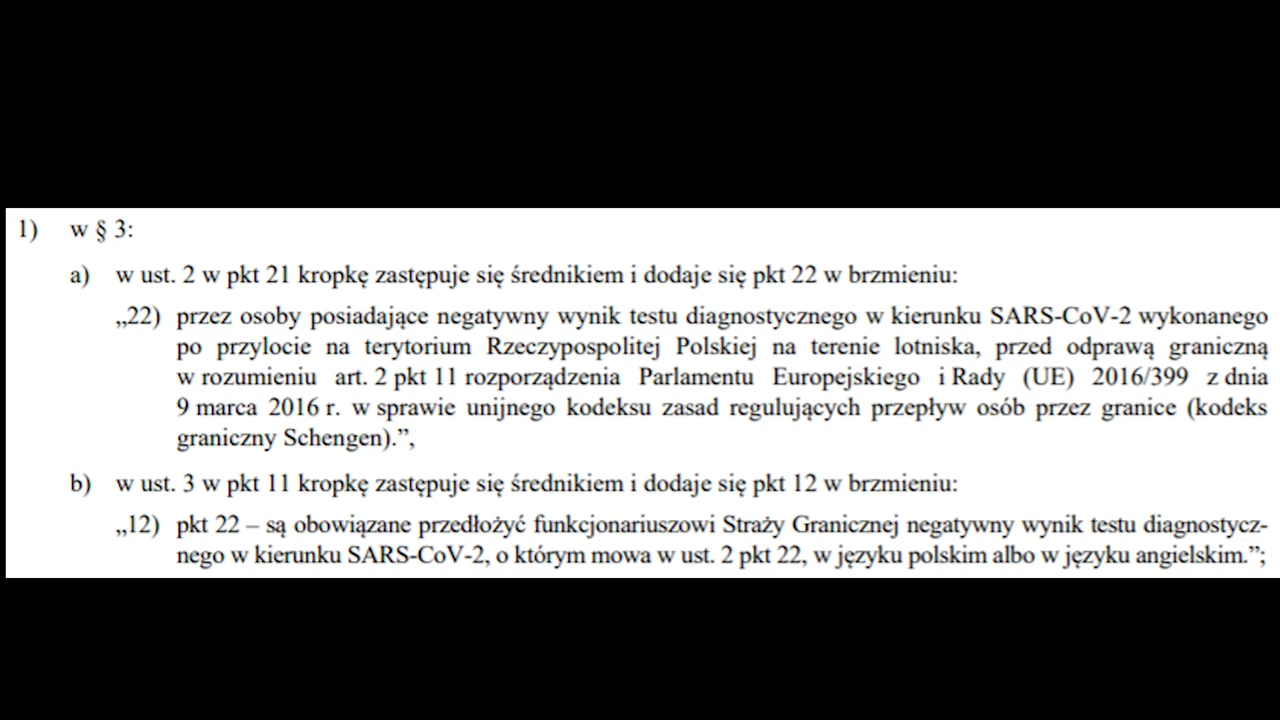 1) w § 3:
a) w ust. 2 w pkt 21 kropkę zastępuje się średnikiem i dodaje się pkt 22 w brzmieniu:
„22) przez osoby posiadające negatywny wynik testu diagnostycznego w kierunku SARS-CoV-2 wykonanego
po przylocie na terytorium Rzeczypospolitej Polskiej na terenie lotniska, przed odprawą graniczną
w rozumieniu art. 2 pkt 11 rozporządzenia Parlamentu Europejskiego i Rady (UE) 2016/399 z dnia
9 marca 2016 r. w sprawie unijnego kodeksu zasad regulujących przepływ osób przez granice (kodeks
graniczny Schengen).”,
b) w ust. 3 w pkt 11 kropkę zastępuje się średnikiem i dodaje się pkt 12 w brzmieniu:
„12) pkt 22 – są obowiązane przedłożyć funkcjonariuszowi Straży Granicznej negatywny wynik testu diagnostycz-
nego w kierunku SARS-CoV-2, o którym mowa w ust. 2 pkt 22, w języku polskim albo w języku angielskim.”;